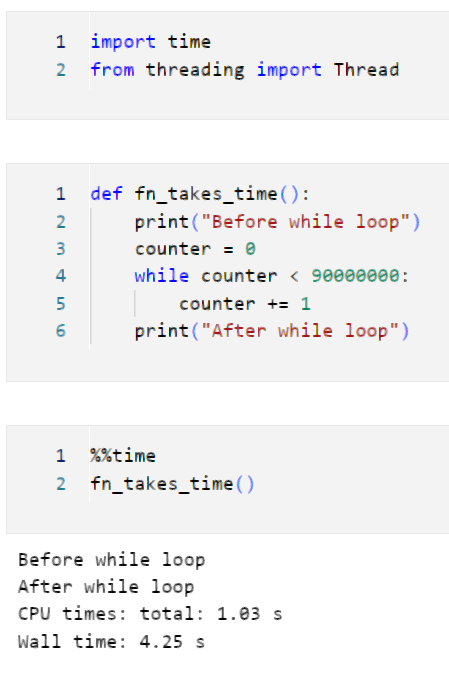 1 import time
2 from threading import Thread
1 def fn_takes_time():
2     print("Before while loop")
3     counter = 0
4     while counter < 90000000:
5         counter += 1
6     print("After while loop")
1 %%time
2 fn_takes_time()
Before while loop
After while loop
CPU times: total: 1.03 s
Wall time: 4.25 s